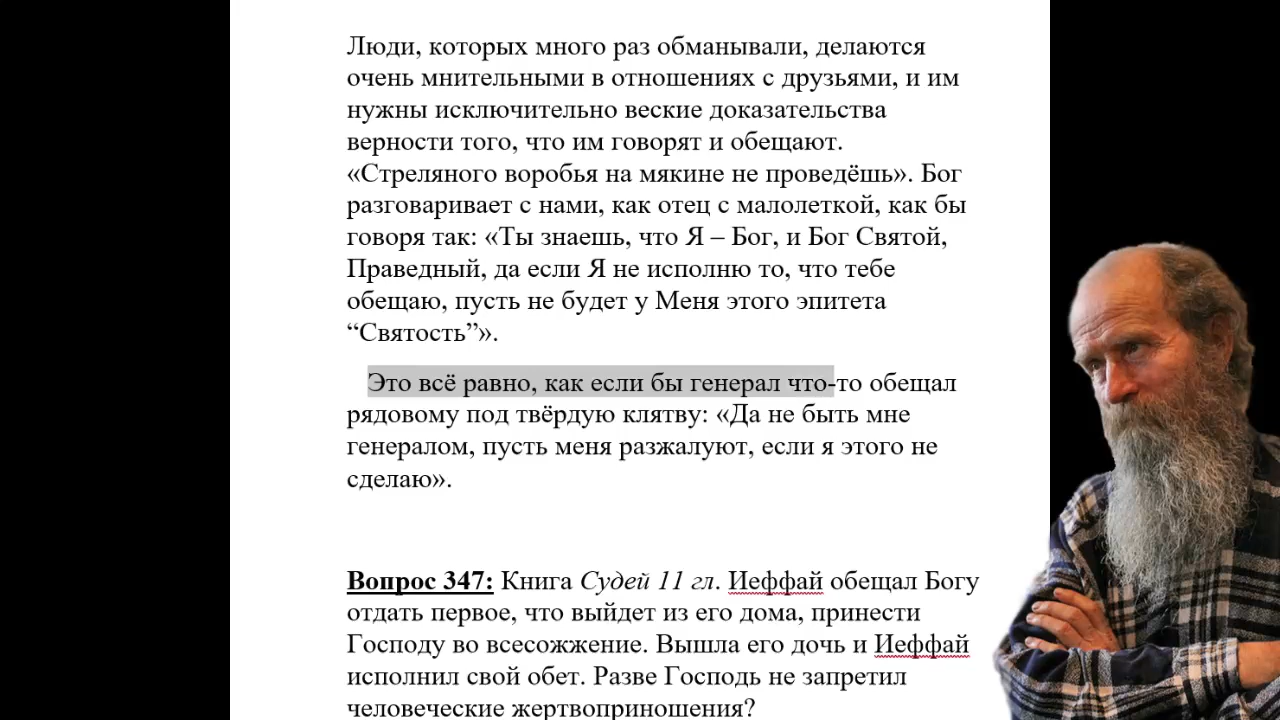 Люди, которых много раз обманывали, делаются
очень мнительными в отношениях с друзьями, и им
нужны исключительно веские доказательства
верности того, что им говорят и обещают.
«Стреляного воробья на мякине не проведёшь». Бог
разговаривает с нами, как отец с малолеткой, как бы
говоря так: «Ты знаешь, что Я – Бог, и Бог Святой,
Праведный, да если Я не исполню то, что тебе
обещаю, пусть не будет у Меня этого эпитета
“Святость”».
Это всё равно, как если бы генерал что-то обещал
рядовому под твёрдую клятву: «Да не быть мне
генералом, пусть меня разжалуют, если я этого не
сделаю».
Вопрос 347: Книга Судей 11 гл. Иеффай обещал Богу
отдать первое, что выйдет из его дома, принести
Господу во всесожжение. Вышла его дочь и Иеффай
исполнил свой обет. Разве Господь не запретил
человеческие жертвоприношения?